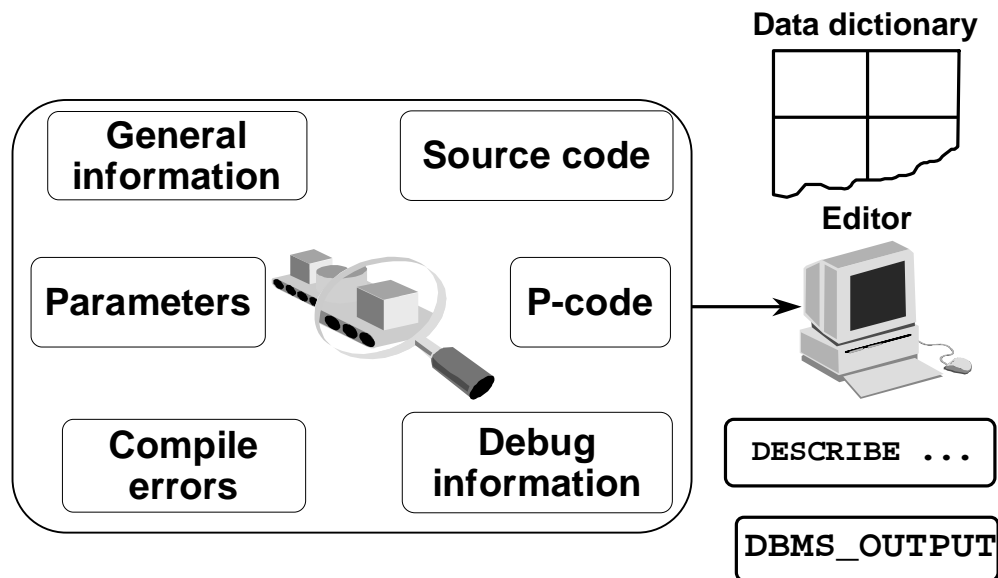 Data dictionary
General
information
Source code
Editor
Parameters
P-code
Compile
errors
Debug
information
DESCRIBE ...
DBMS_OUTPUT